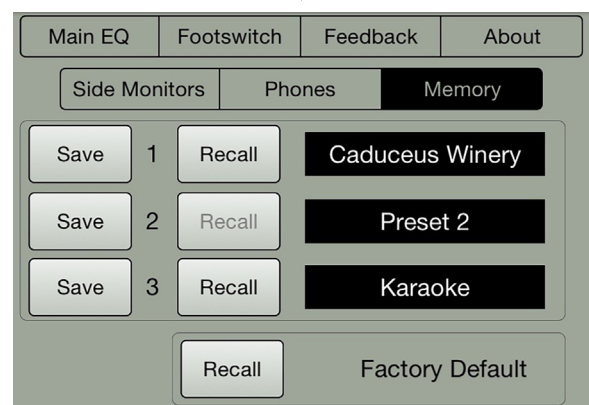 Main EQ Footswitch Feedback About
Side Monitors Phones Memory
Save 1 Recall Caduceus Winery
Save 2 Recall Preset 2
Save 3 Recall Karaoke
Recall Factory Default